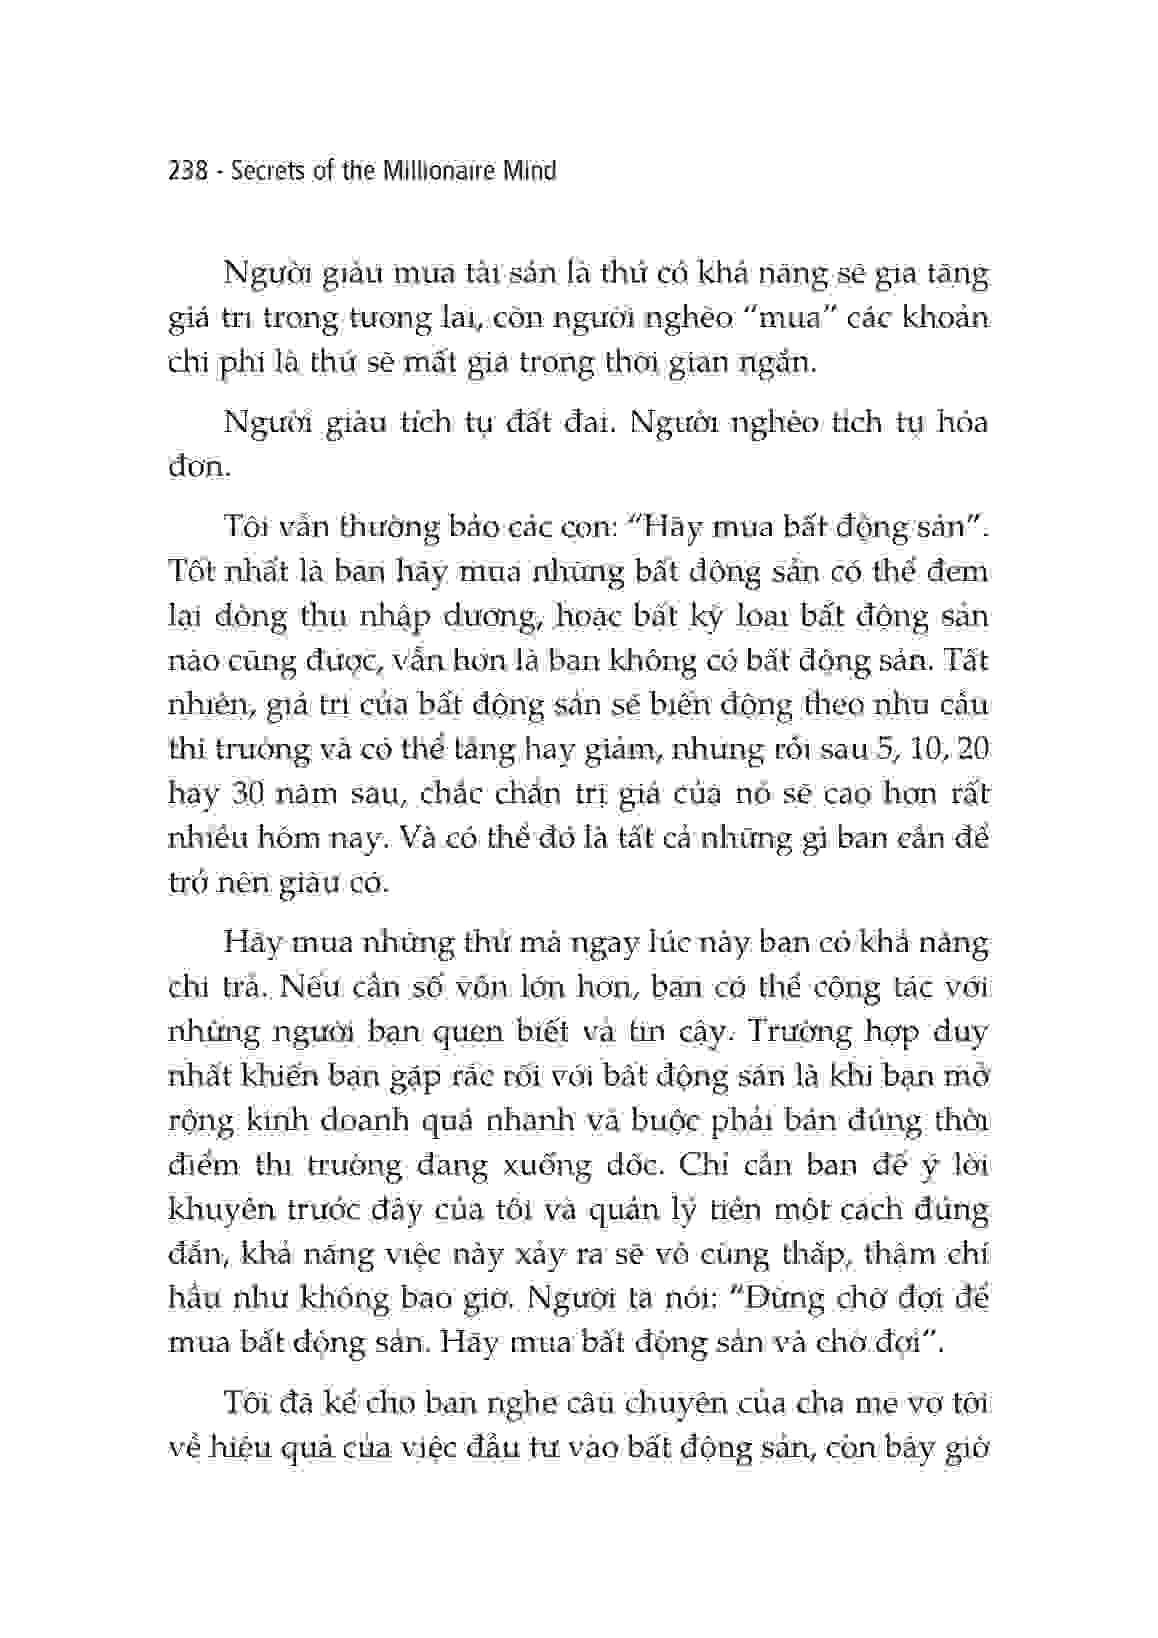 238 - Secrets of the Millionaire Mind
Người giàu mua tài sản là thứ có khả năng sẽ gia tăng
giá trị trong tương lai, còn người nghèo “mua” các khoản
chi phí là thứ sẽ mất giá trong thời gian ngắn.
Người giàu tích tụ đất đai. Người nghèo tích tụ hóa
đơn.
Tôi vẫn thường bảo các con: “Hãy mua bất động sản”.
Tốt nhất là bạn hãy mua những bất động sản có thể đem
lại dòng thu nhập dương, hoặc bất kỳ loại bất động sản
nào cũng được, vẫn hơn là bạn không có bất động sản. Tất
nhiên, giá trị của bất động sản sẽ biến động theo nhu cầu
thị trường và có thể tăng hay giảm, nhưng rồi sau 5, 10, 20
hay 30 năm sau, chắc chắn trị giá của nó sẽ cao hơn rất
nhiều hôm nay. Và có thể đó là tất cả những gì bạn cần để
trở nên giàu có.
Hãy mua những thứ mà ngay lúc này bạn có khả năng
chi trả. Nếu cần số vốn lớn hơn, bạn có thể cộng tác với
những người bạn quen biết và tin cậy. Trường hợp duy
nhất khiến bạn gặp rắc rối với bất động sản là khi bạn mở
rộng kinh doanh quá nhanh và buộc phải bán đúng thời
điểm thị trường đang xuống dốc. Chỉ cần bạn để ý lời
khuyên trước đây của tôi và quản lý tiền một cách đúng
đắn, khả năng việc này xảy ra sẽ vô cùng thấp, thậm chí
hầu như không bao giờ. Người ta nói: “Đừng chờ đợi để
mua bất động sản. Hãy mua bất động sản và chờ đợi”.
Tôi đã kể cho bạn nghe câu chuyện của cha mẹ vợ tôi
về hiệu quả của việc đầu tư vào bất động sản, còn bây giờ